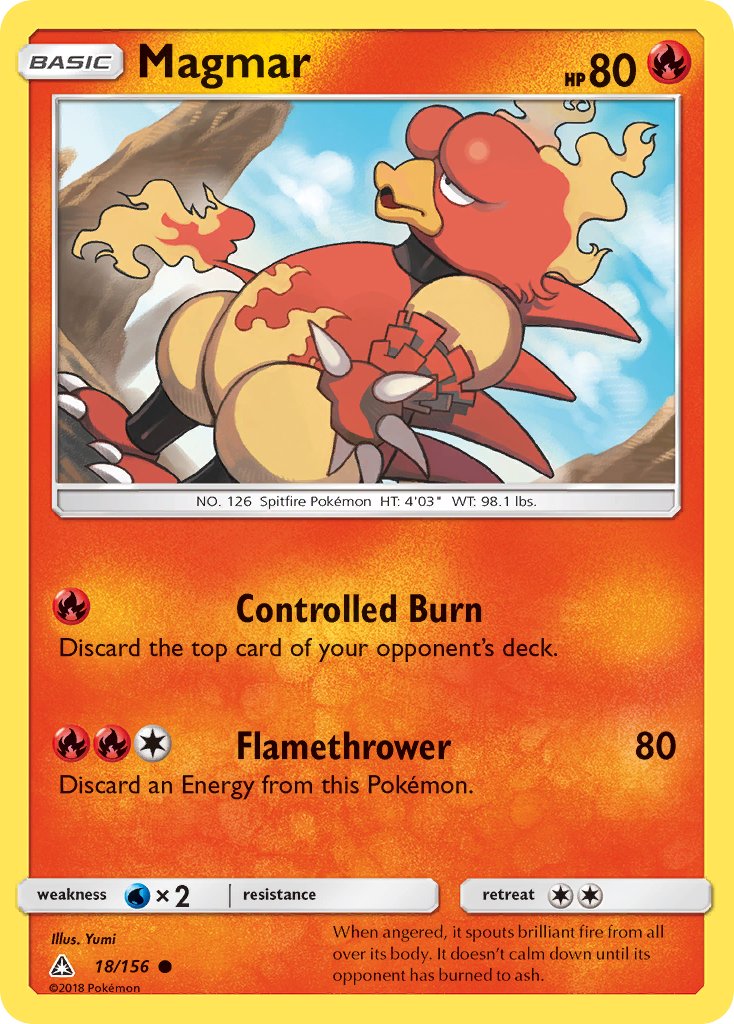 BASIC Magmar HP 80
NO. 126 Spitfire Pokémon HT: 4'03" WT: 98.1 lbs.
Controlled Burn
Discard the top card of your opponent's deck.
Flamethrower 80
Discard an Energy from this Pokémon.
weakness × 2 resistance retreat
Illus. Yumi
18/156
©2018 Pokémon
When angered, it spouts brilliant fire from all
over its body. It doesn't calm down until its
opponent has burned to ash.